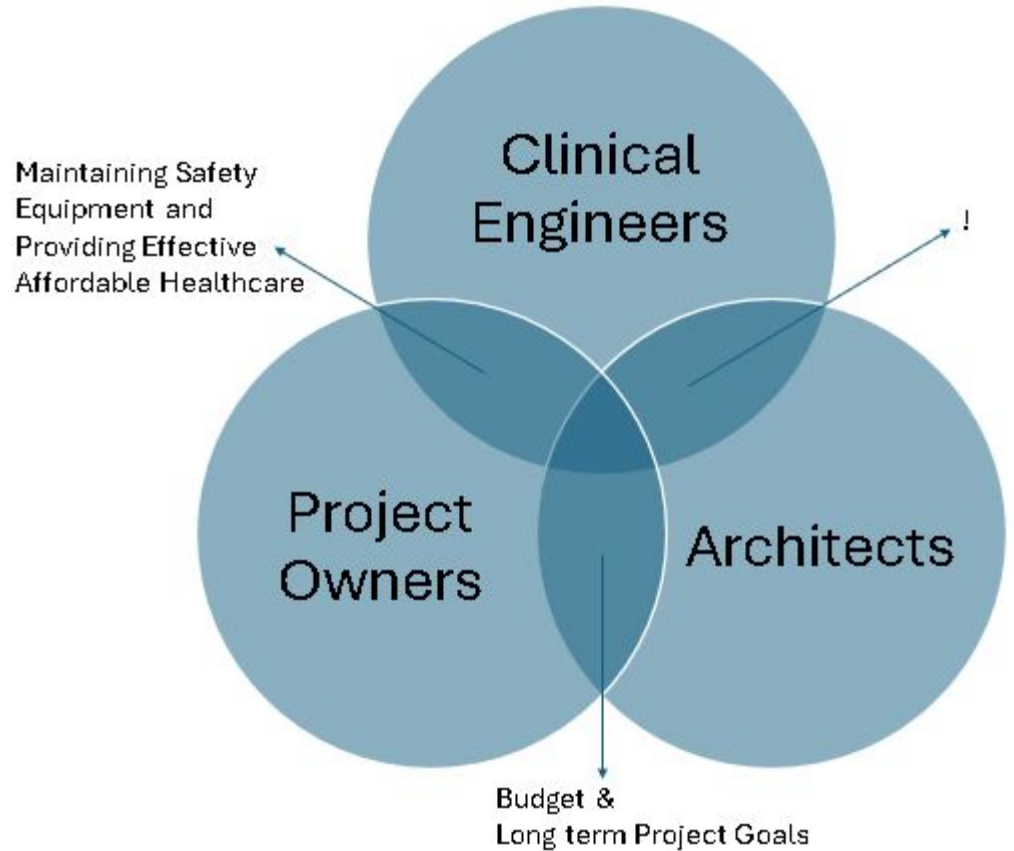 Clinical
Engineers
Maintaining Safety
Equipment and
Providing Effective
Affordable Healthcare
!
Project
Owners
Architects
Budget &
Long term Project Goals